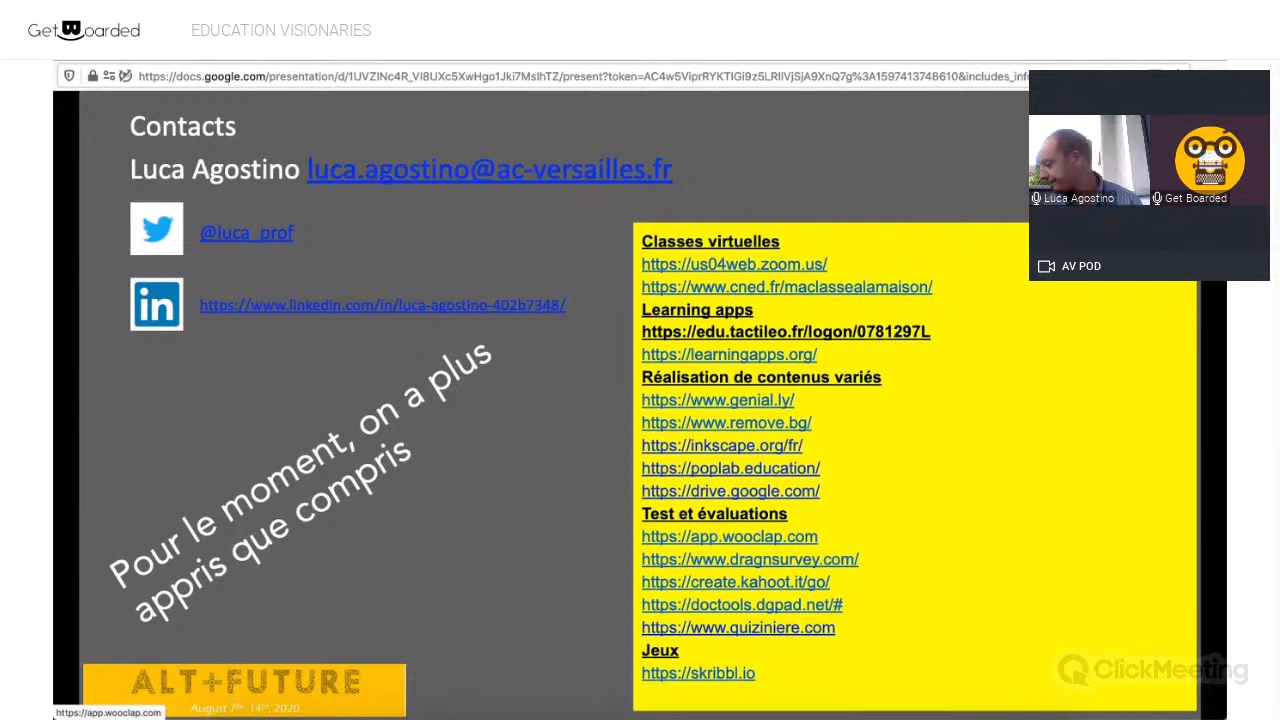 GetBoarded
EDUCATION VISIONARIES
Contacts
Luca Agostino luca.agostino@ac-versailles.fr
@luca_prof
in
https://www.linkedin.com/in/luca-agostino-402b7348/
Pour le moment, on a plus
appris que compris
ALT+FUTURE
August 7th -14th, 2020
https://app.wooclap.com
Luca Agostino
Get Boarded
AV POD
Classes virtuelles
https://us04web.zoom.us/
https://www.cned.fr/maclassealamaison/
Learning apps
https://edu.tactileo.fr/logon/0781297L
https://learningapps.org/
Réalisation de contenus variés
https://www.genial.ly/
https://www.remove.bg/
https://inkscape.org/fr/
https://poplab.education/
https://drive.google.com/
Test et évaluations
https://app.wooclap.com
https://www.dragnsurvey.com/
https://create.kahoot.it/go/
https://doctools.dgpad.net/#
https://www.quiziniere.com
Jeux
https://skribbl.io
ClickMeeting